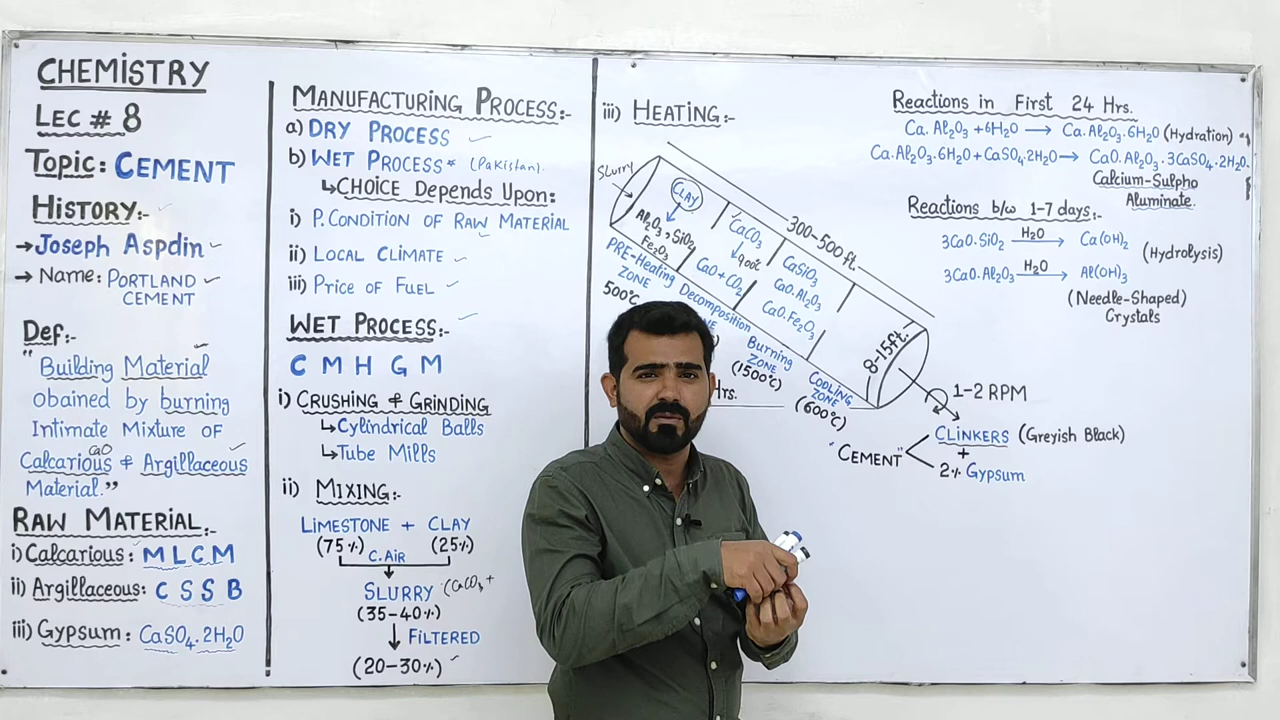 CHEMISTRY
LEC # 8
Topic: CEMENT
HISTORY:-
→ Joseph Aspdin
→ Name: PORTLAND
CEMENT
Def:-
"Building Material
obained by burning
Intimate Mixture OF
CaO
Calcarious & Argillaceous
Material."
RAW MATERIAL:-
i) Calcarious: M L C M
ii) Argillaceous: C S S B
iii) Gypsum: CaSO₄.2H₂O
MANUFACTURING PROCESS:-
a) DRY PROCESS
b) WET PROCESS* (Pakistan).
↳CHOICE Depends Upon:
i) P.CONDITION OF RAW MATERIAL
ii) LOCAL CLIMATE
iii) Price of FUEL
WET PROCESS:-
C M H G M
i) CRUSHING & GRINDING
↳Cylindrical Balls
↳Tube Mills
ii) MIXING:-
LIMESTONE + CLAY
(75%) (25%)
C.AIR
SLURRY (CaCO₃ +
(35-40%)
↓ FILTERED
(20-30%)
iii) HEATING:-
Slurry
CLAY
Al₂O₃, SiO₂
Fe₂O₃
PRE-Heating
ZONE
500°C
CaCO₃
↓ 900°C
CaO + CO₂
Decomposition
CaSiO₃
CaO.Al₂O₃
CaO.Fe₂O₃
Burning
ZONE
(1500°C)
COOLING
ZONE
(600°C)
300-500 ft.
8-15ft.
Hrs.
1-2 RPM
CLINKERS (Greyish Black)
+
"CEMENT"
2% Gypsum
Reactions in First 24 Hrs.
Ca.Al₂O₃ + 6H₂O → Ca.Al₂O₃.6H₂O (Hydration)
Ca.Al₂O₃.6H₂O + CaSO₄.2H₂O → CaO.Al₂O₃.3CaSO₄.2H₂O.
Calcium-Sulpho
Aluminate.
Reactions b/w 1-7 days:-
3CaO.SiO₂ H₂O → Ca(OH)₂ (Hydrolysis)
3CaO.Al₂O₃ H₂O → Al(OH)₃
(Needle-Shaped)
Crystals